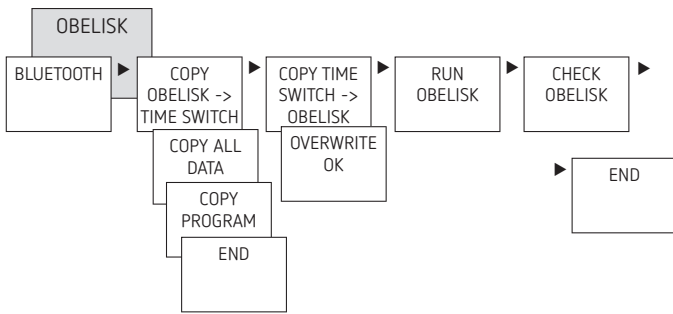 OBELISK
BLUETOOTH
COPY
OBELISK ->
TIME SWITCH
COPY ALL
DATA
COPY
PROGRAM
END
COPY TIME
SWITCH ->
OBELISK
OVERWRITE
OK
RUN
OBELISK
CHECK
OBELISK
END